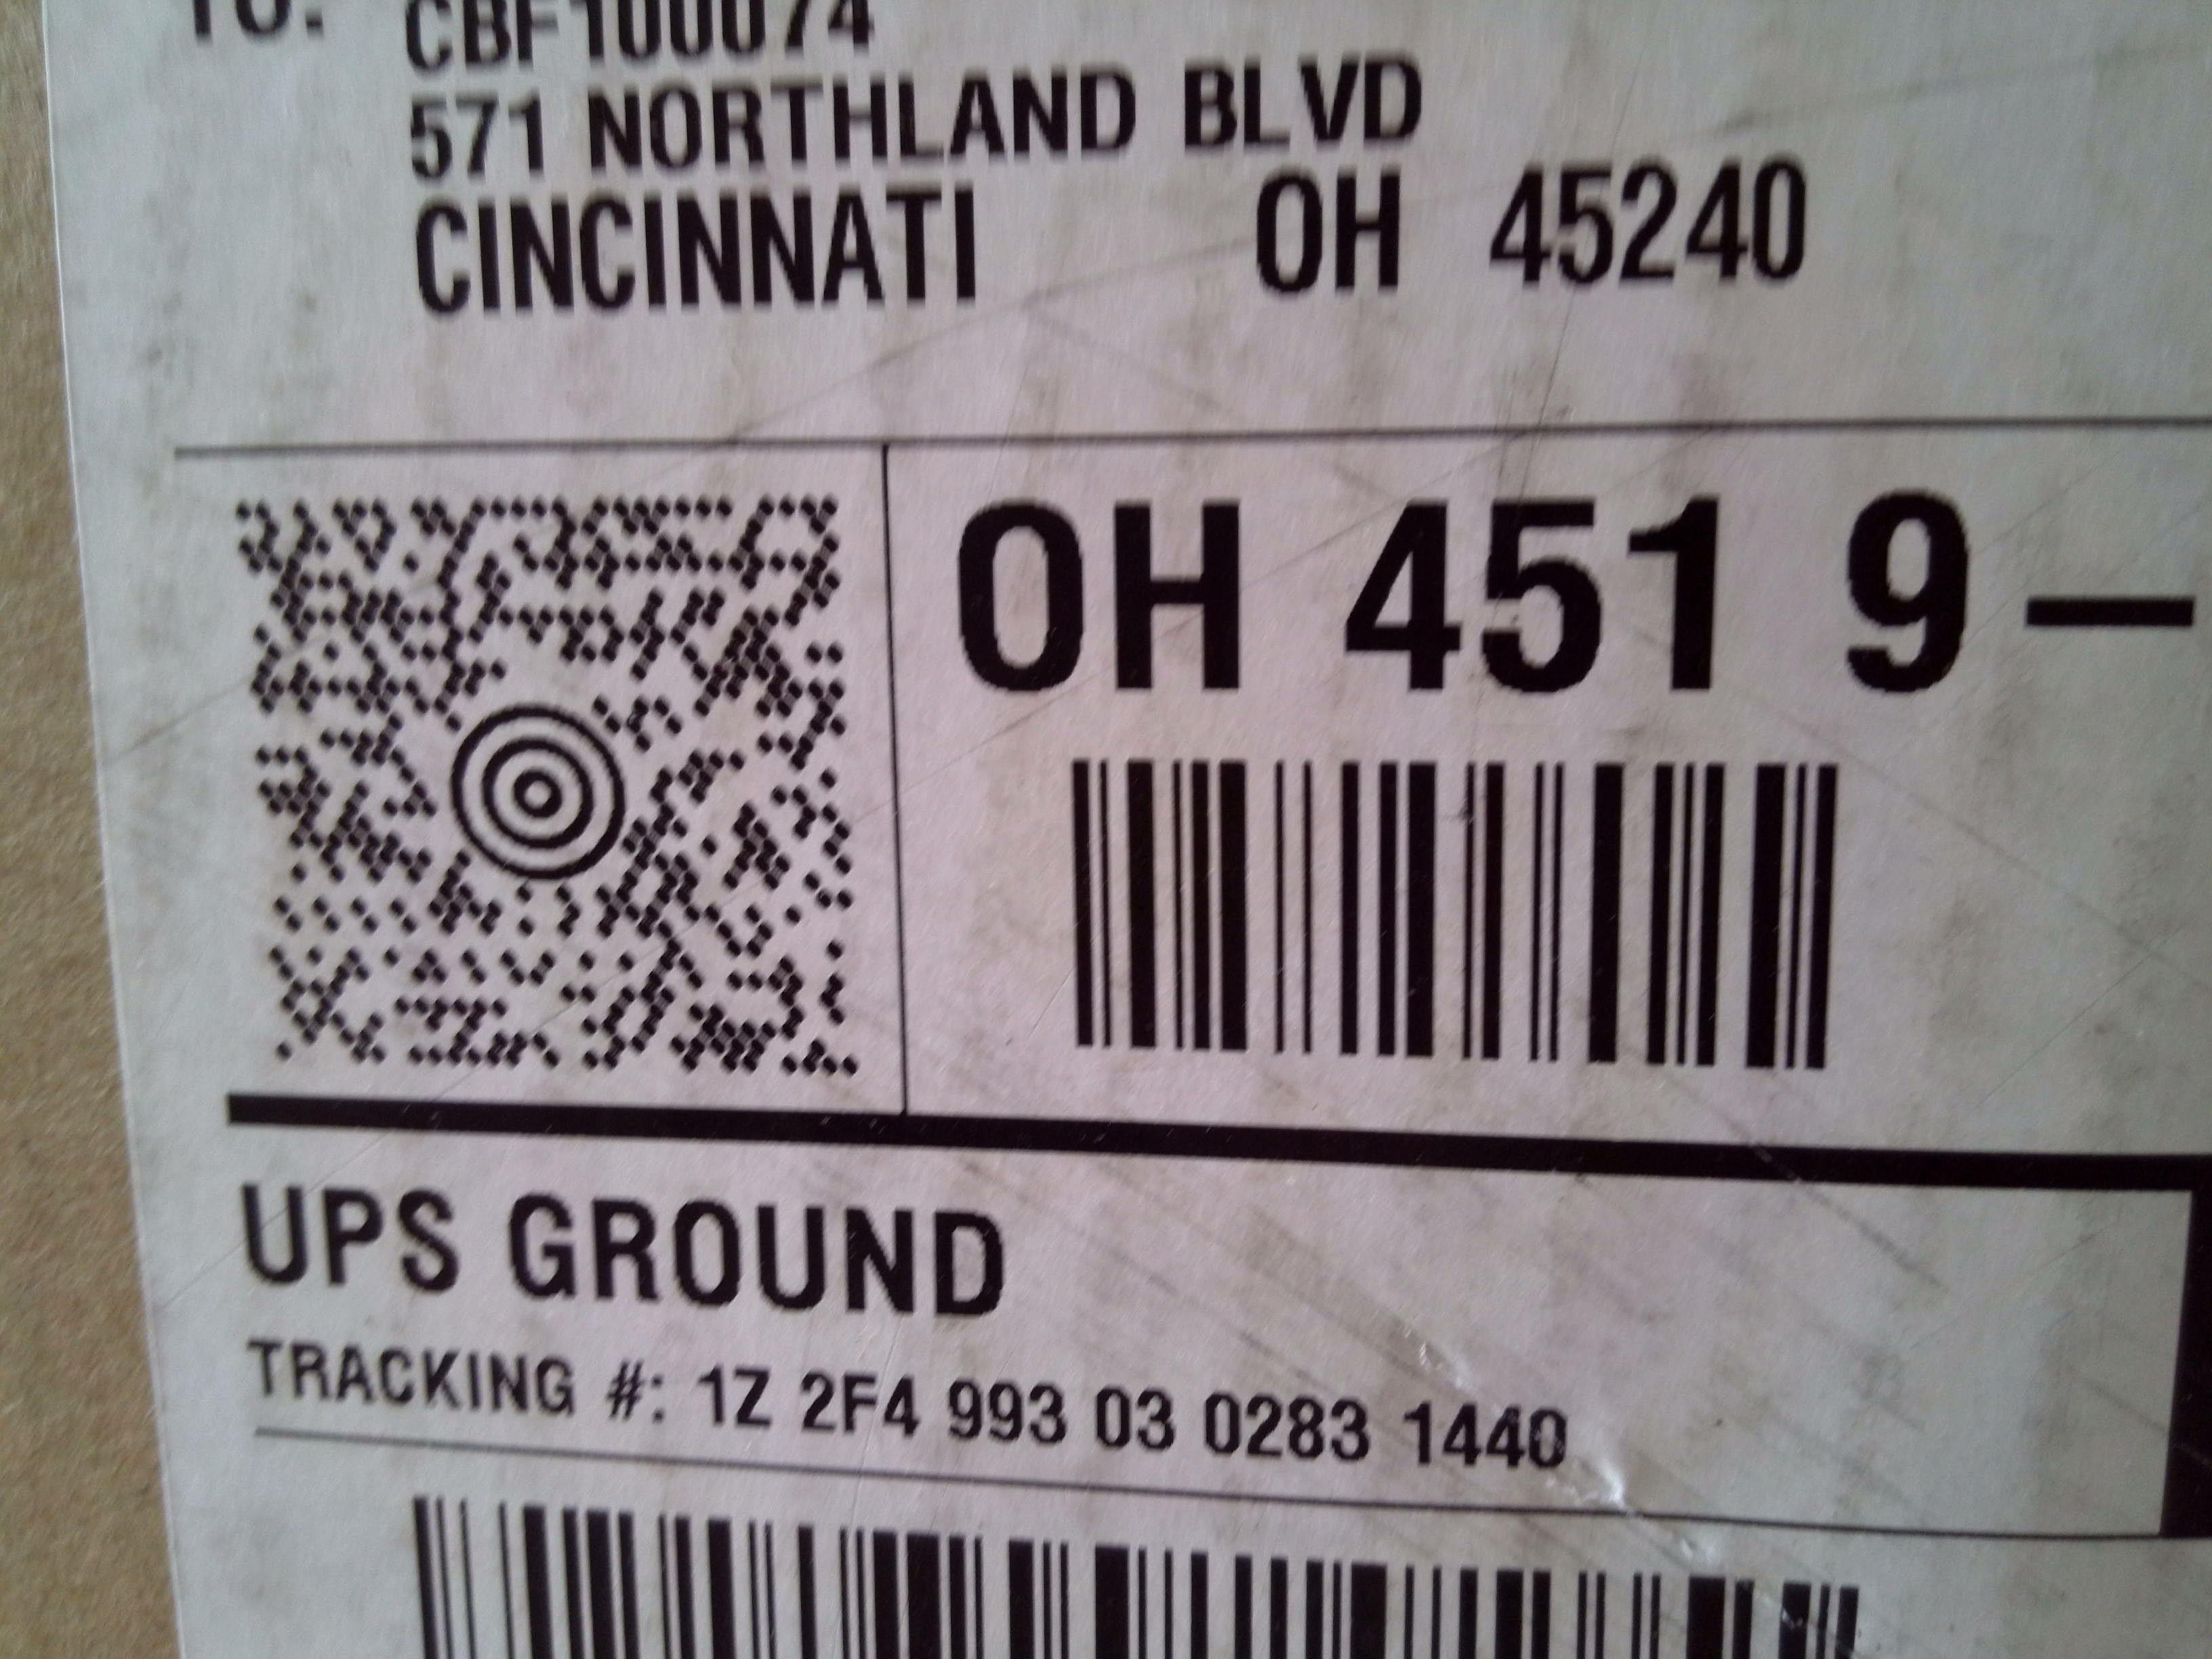 TO: CBF100074
571 NORTHLAND BLVD
CINCINNATI OH 45240
OH 451 9-
UPS GROUND
TRACKING #: 1Z 2F4 993 03 0283 1440